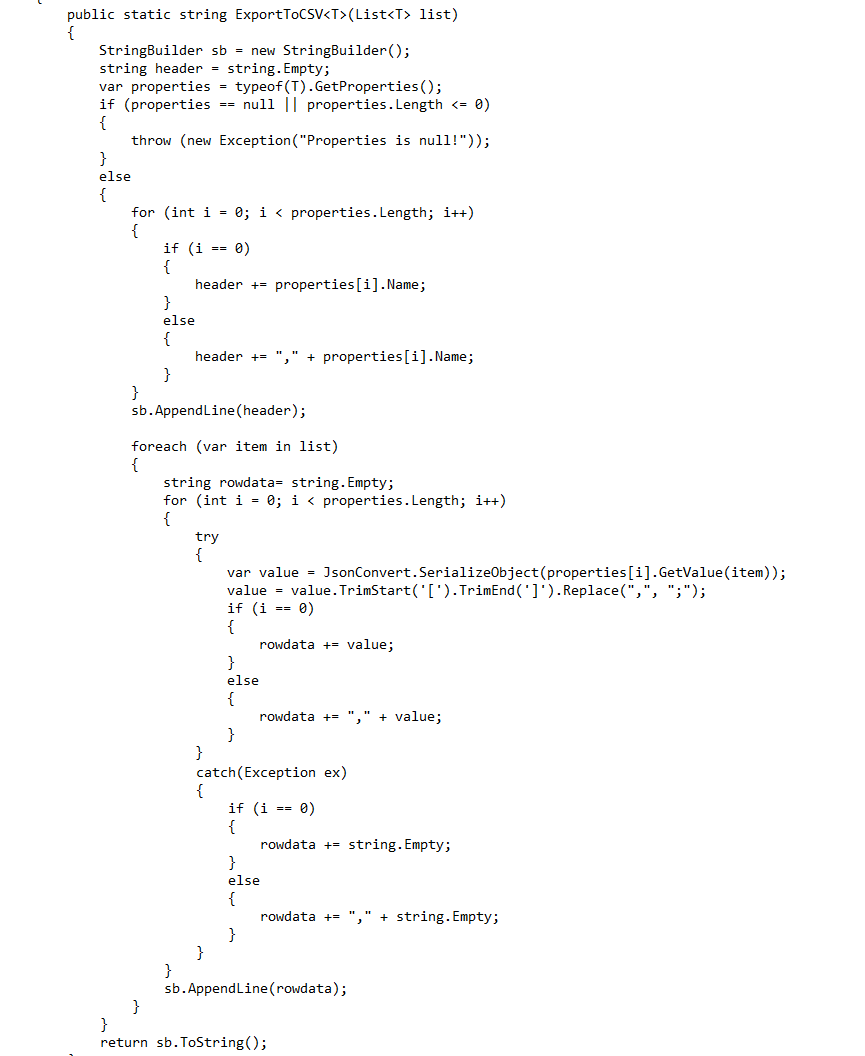 public static string ExportToCSV<T>(List<T> list)
{
StringBuilder sb = new StringBuilder();
string header = string.Empty;
var properties = typeof(T).GetProperties();
if (properties == null || properties.Length <= 0)
{
throw (new Exception("Properties is null!"));
}
else
{
for (int i = 0; i < properties.Length; i++)
{
if (i == 0)
{
header += properties[i].Name;
}
else
{
header += "," + properties[i].Name;
}
}
sb.AppendLine(header);
foreach (var item in list)
{
string rowdata= string.Empty;
for (int i = 0; i < properties.Length; i++)
{
try
{
var value = JsonConvert.SerializeObject(properties[i].GetValue(item));
value = value.TrimStart('[').TrimEnd(']').Replace(",", ";");
if (i == 0)
{
rowdata += value;
}
else
{
rowdata += "," + value;
}
}
catch(Exception ex)
{
if (i == 0)
{
rowdata += string.Empty;
}
else
{
rowdata += "," + string.Empty;
}
}
}
sb.AppendLine(rowdata);
}
}
return sb.ToString();